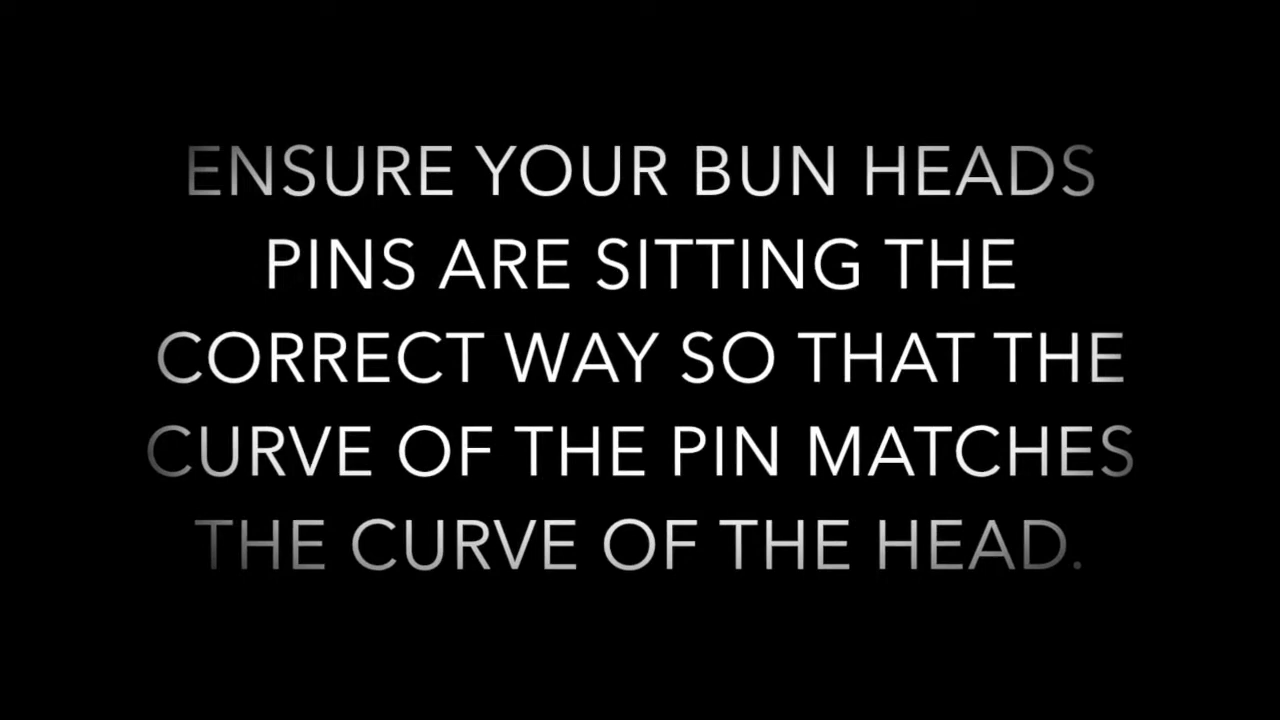 ENSURE YOUR BUN HEADS
PINS ARE SITTING THE
CORRECT WAY SO THAT THE
CURVE OF THE PIN MATCHES
THE CURVE OF THE HEAD.